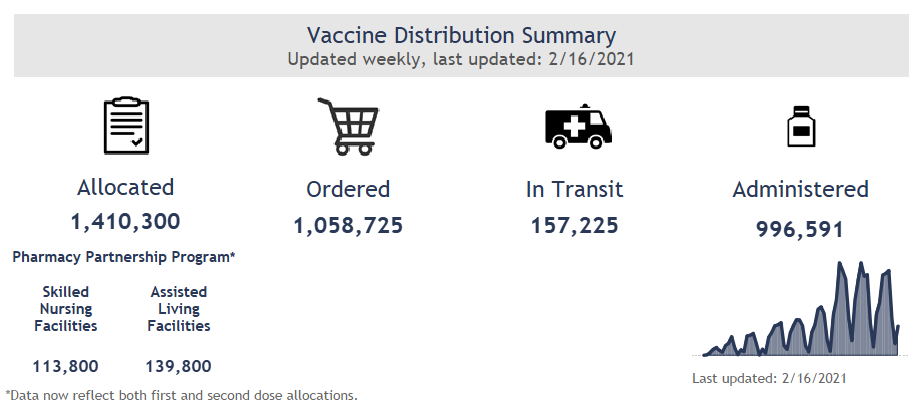 Vaccine Distribution Summary
Updated weekly, last updated: 2/16/2021
Allocated
1,410,300
Ordered
1,058,725
In Transit
157,225
Administered
996,591
Pharmacy Partnership Program*
Skilled
Nursing
Facilities
113,800
Assisted
Living
Facilities
139,800
Last updated: 2/16/2021
*Data now reflect both first and second dose allocations.